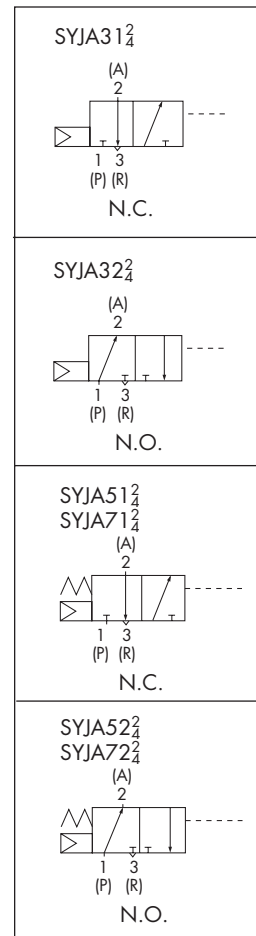 SYJA31²₄
(A)
2
1 3
(P) (R)
N.C.
SYJA32²₄
(A)
2
1 3
(P) (R)
N.O.
SYJA51²₄
SYJA71²₄
(A)
2
1 3
(P) (R)
N.C.
SYJA52²₄
SYJA72²₄
(A)
2
1 3
(P) (R)
N.O.